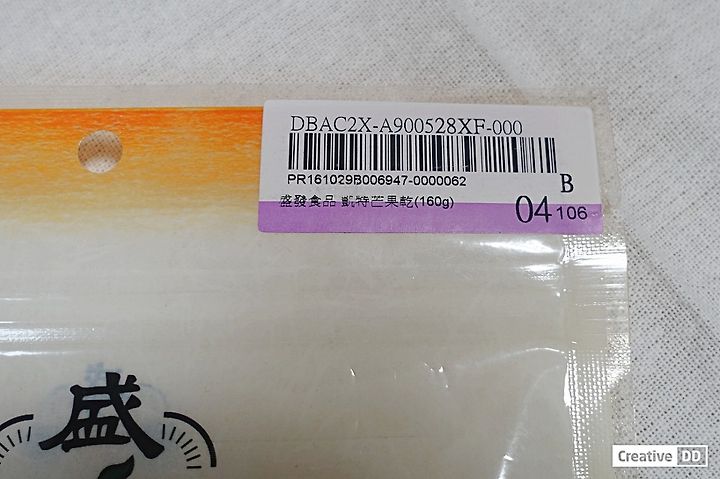 DBAC2X-A900528XF-000
PR161029B006947-0000062
B
盛發食品 凱特芒果乾(160g)
04 106
盛
Creative DD